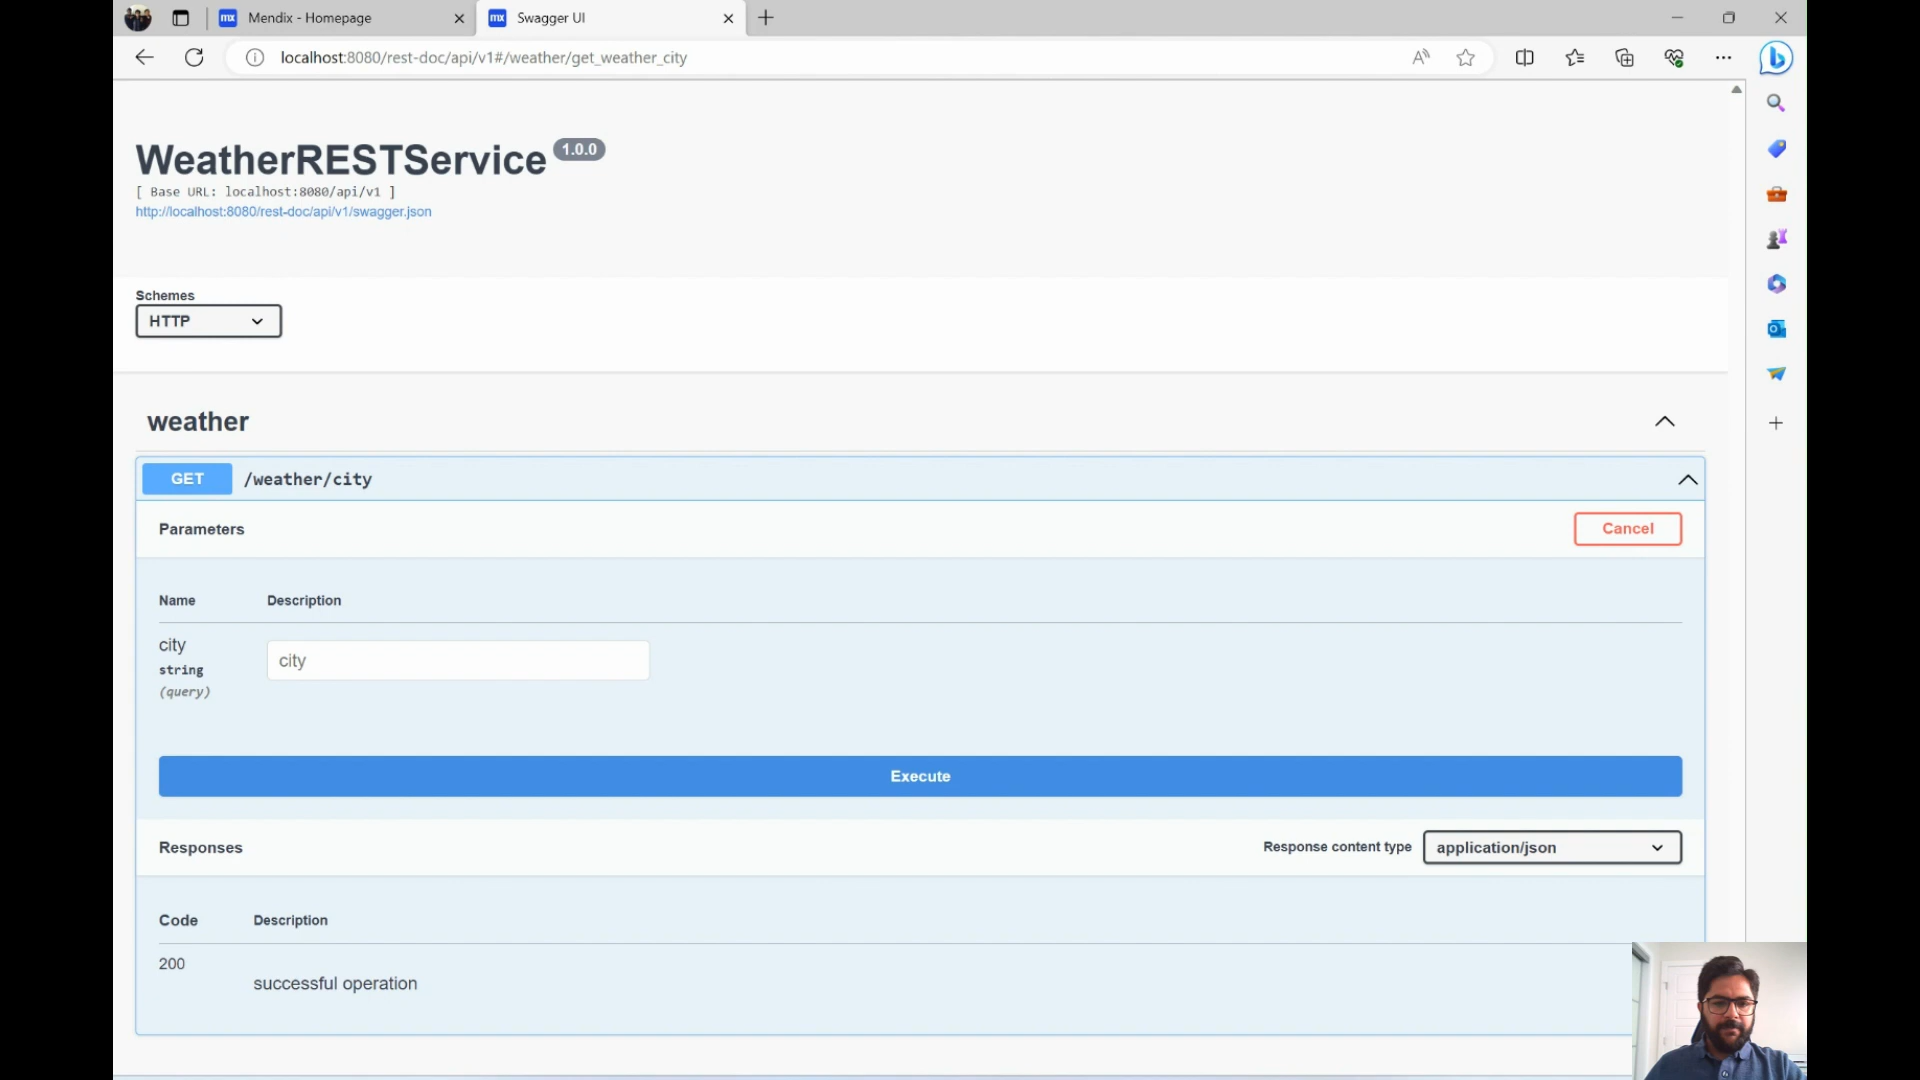 mx Mendix - Homepage
mx Swagger UI
localhost:8080/rest-doc/api/v1#/weather/get_weather_city
WeatherRESTService 1.0.0
[ Base URL: localhost:8080/api/v1 ]
http://localhost:8080/rest-doc/api/v1/swagger.json
Schemes
HTTP
weather
GET /weather/city
Parameters
Cancel
Name Description
city
string
(query)
city
Execute
Responses
Response content type application/json
Code Description
200
successful operation